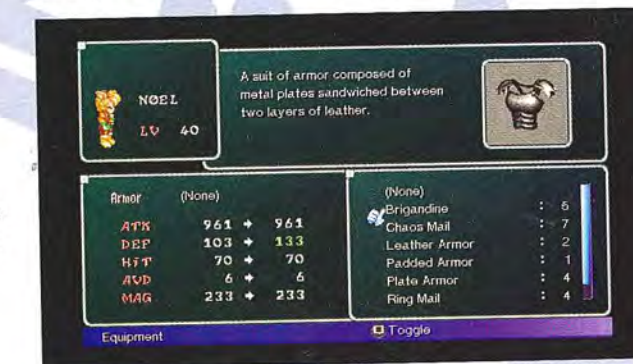 NOEL
LV 40
A suit of armor composed of
metal plates sandwiched between
two layers of leather.
Armor (None)
ATK 961 → 961
DEF 103 → 133
HIT 70 → 70
AVD 6 → 6
MAG 233 → 233
(None)
Brigandine : 5
Chaos Mail : 7
Leather Armor : 2
Padded Armor : 1
Plate Armor : 4
Ring Mail : 4
Equipment
Toggle